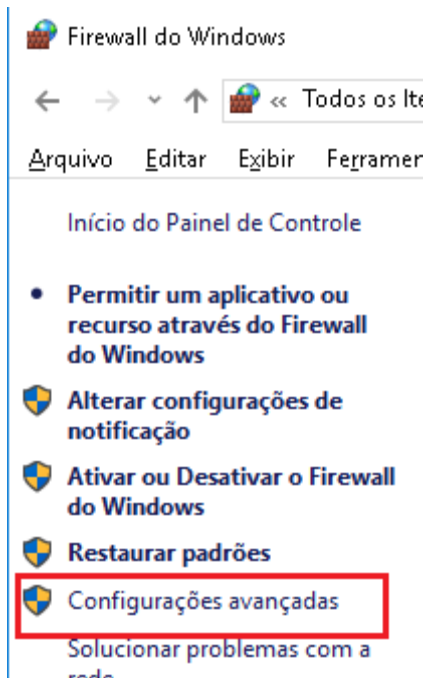 Firewall do Windows
« Todos os Ite
Arquivo Editar Exibir Ferramen
Início do Painel de Controle
Permitir um aplicativo ou
recurso através do Firewall
do Windows
Alterar configurações de
notificação
Ativar ou Desativar o Firewall
do Windows
Restaurar padrões
Configurações avançadas
Solucionar problemas com a
rede